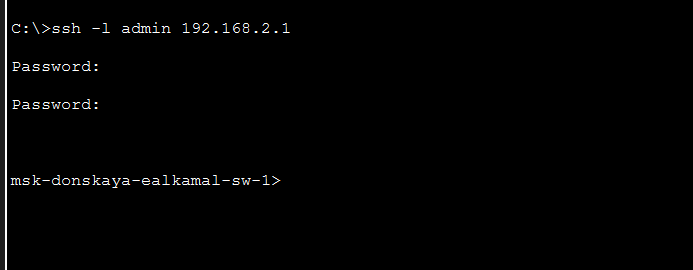 C:\>ssh -l admin 192.168.2.1
Password:
Password:
msk-donskaya-ealkamal-sw-1>